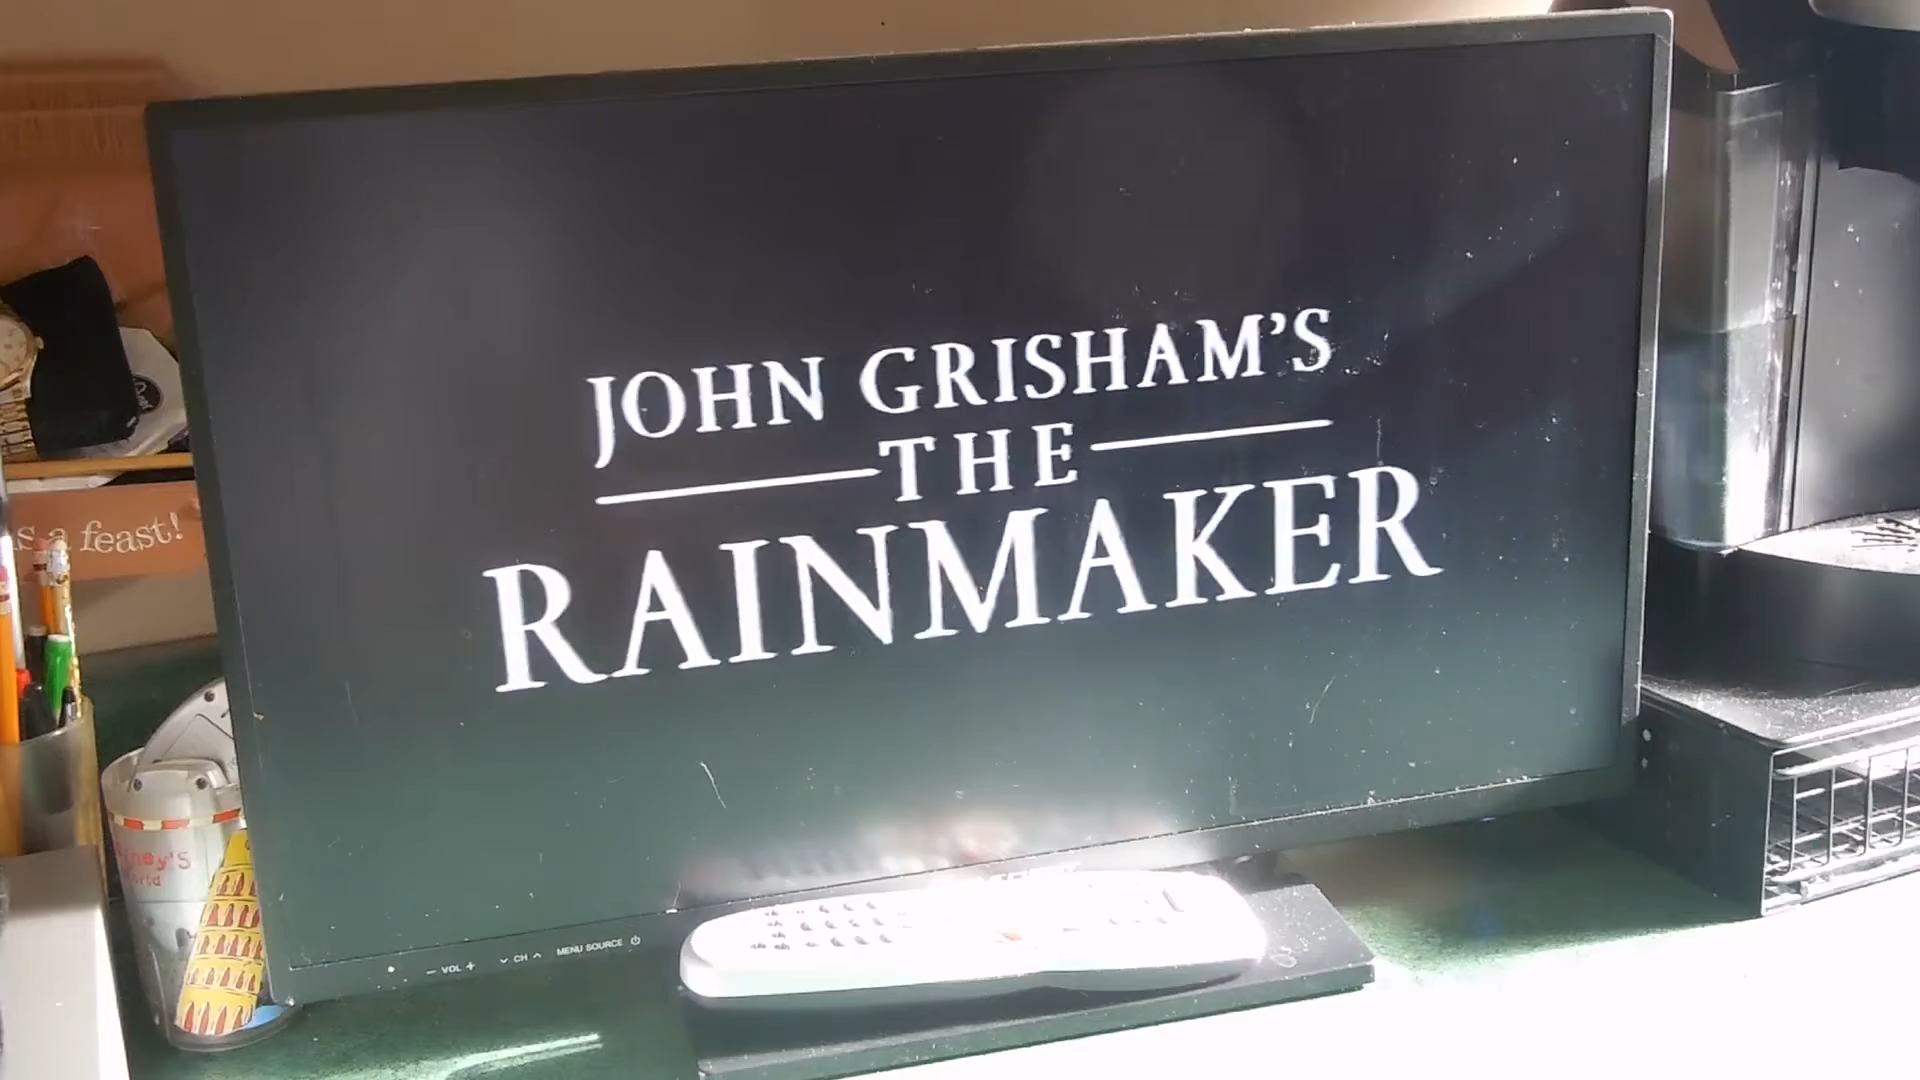 JOHN GRISHAM'S
THE
RAINMAKER
s a feast!
VOL
CH
MENU SOURCE